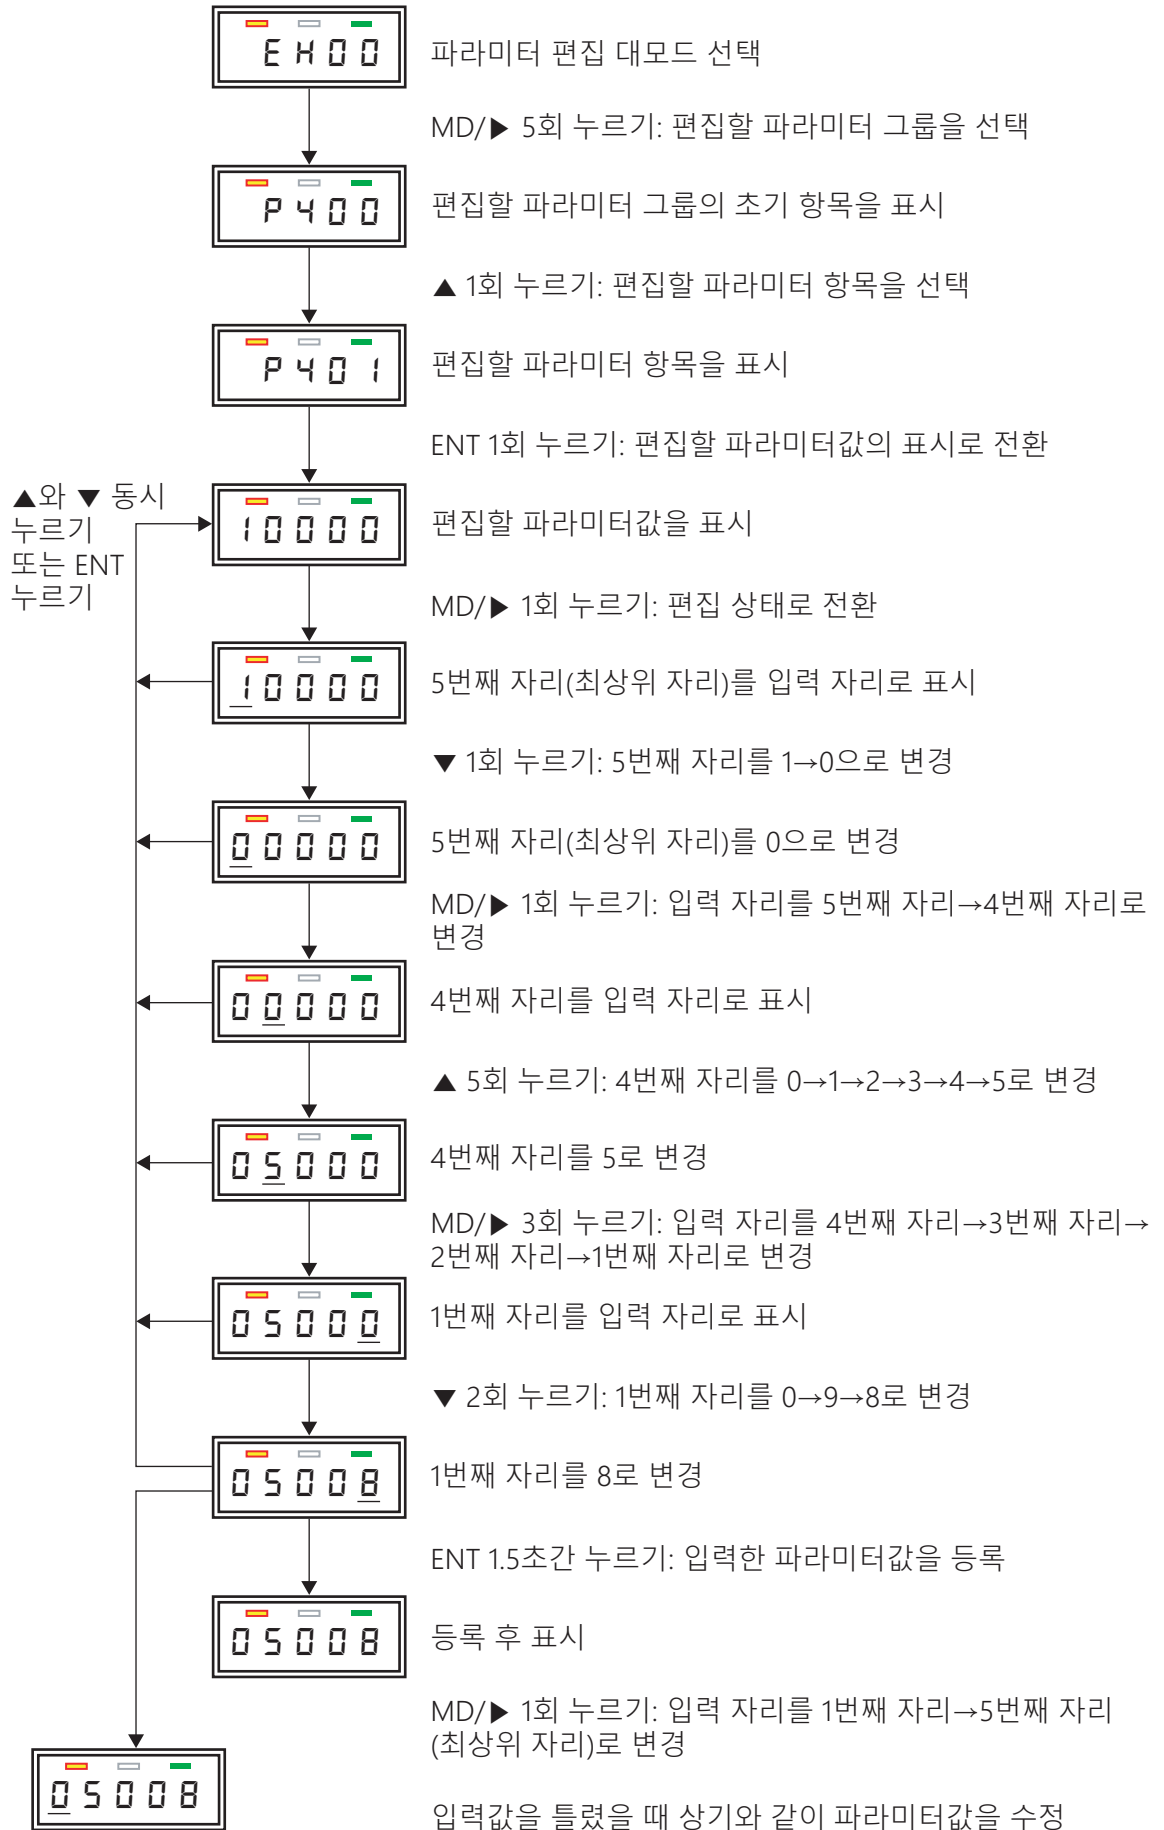 EH00
파라미터 편집 대모드 선택
MD/▶ 5회 누르기: 편집할 파라미터 그룹을 선택
P400
편집할 파라미터 그룹의 초기 항목을 표시
▲ 1회 누르기: 편집할 파라미터 항목을 선택
P401
편집할 파라미터 항목을 표시
ENT 1회 누르기: 편집할 파라미터값의 표시로 전환
▲와 ▼ 동시
누르기
또는 ENT
누르기
10000
편집할 파라미터값을 표시
MD/▶ 1회 누르기: 편집 상태로 전환
10000
5번째 자리(최상위 자리)를 입력 자리로 표시
▼ 1회 누르기: 5번째 자리를 1→0으로 변경
00000
5번째 자리(최상위 자리)를 0으로 변경
MD/▶ 1회 누르기: 입력 자리를 5번째 자리→4번째 자리로
변경
00000
4번째 자리를 입력 자리로 표시
▲ 5회 누르기: 4번째 자리를 0→1→2→3→4→5로 변경
05000
4번째 자리를 5로 변경
MD/▶ 3회 누르기: 입력 자리를 4번째 자리→3번째 자리→
2번째 자리→1번째 자리로 변경
05000
1번째 자리를 입력 자리로 표시
▼ 2회 누르기: 1번째 자리를 0→9→8로 변경
05008
1번째 자리를 8로 변경
ENT 1.5초간 누르기: 입력한 파라미터값을 등록
05008
등록 후 표시
MD/▶ 1회 누르기: 입력 자리를 1번째 자리→5번째 자리
(최상위 자리)로 변경
05008
입력값을 틀렸을 때 상기와 같이 파라미터값을 수정